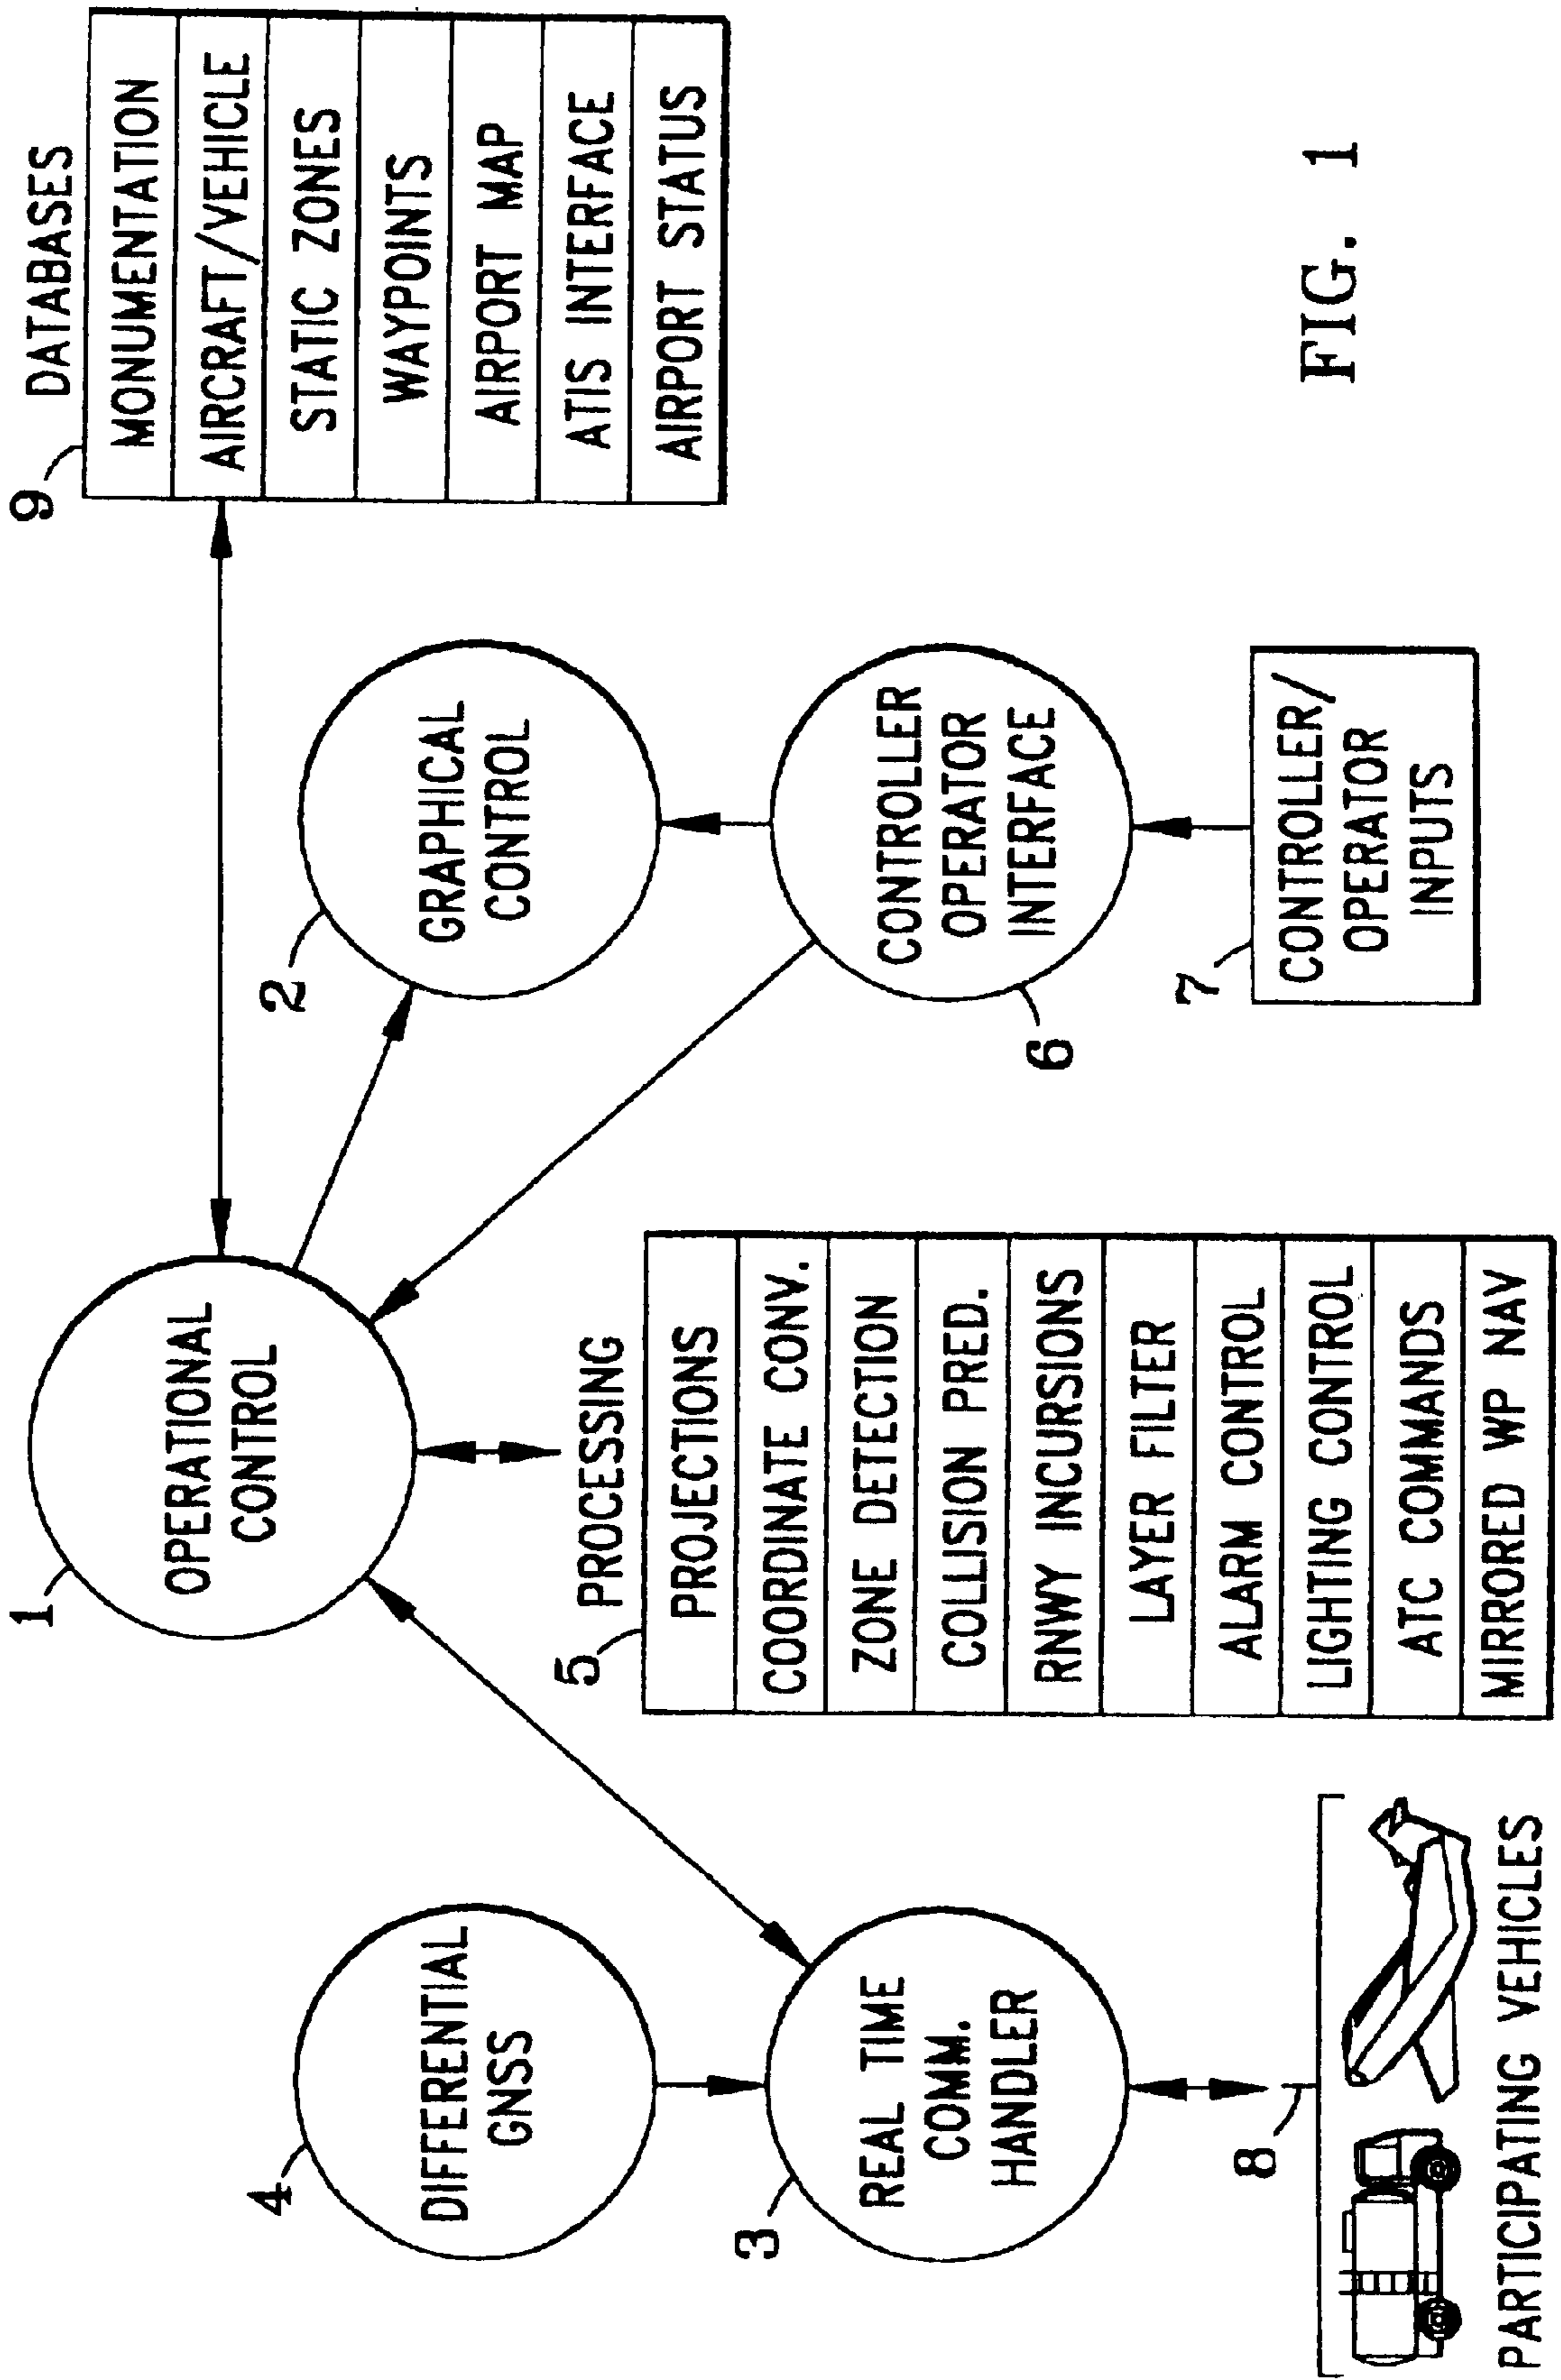 1
OPERATIONAL
CONTROL
DATABASES
9
MONUMENTATION
AIRCRAFT/VEHICLE
STATIC ZONES
WAYPOINTS
AIRPORT MAP
ATIS INTERFACE
AIRPORT STATUS
4
DIFFERENTIAL
GNSS
2
GRAPHICAL
CONTROL
3
REAL TIME
COMM.
HANDLER
PROCESSING
5
PROJECTIONS
COORDINATE CONV.
ZONE DETECTION
COLLISION PRED.
RNWY INCURSIONS
LAYER FILTER
ALARM CONTROL
LIGHTING CONTROL
ATC COMMANDS
MIRRORED WP NAV
CONTROLLER
OPERATOR
INTERFACE
6
7
CONTROLLER/
OPERATOR
INPUTS
8
PARTICIPATING VEHICLES
FIG. 1